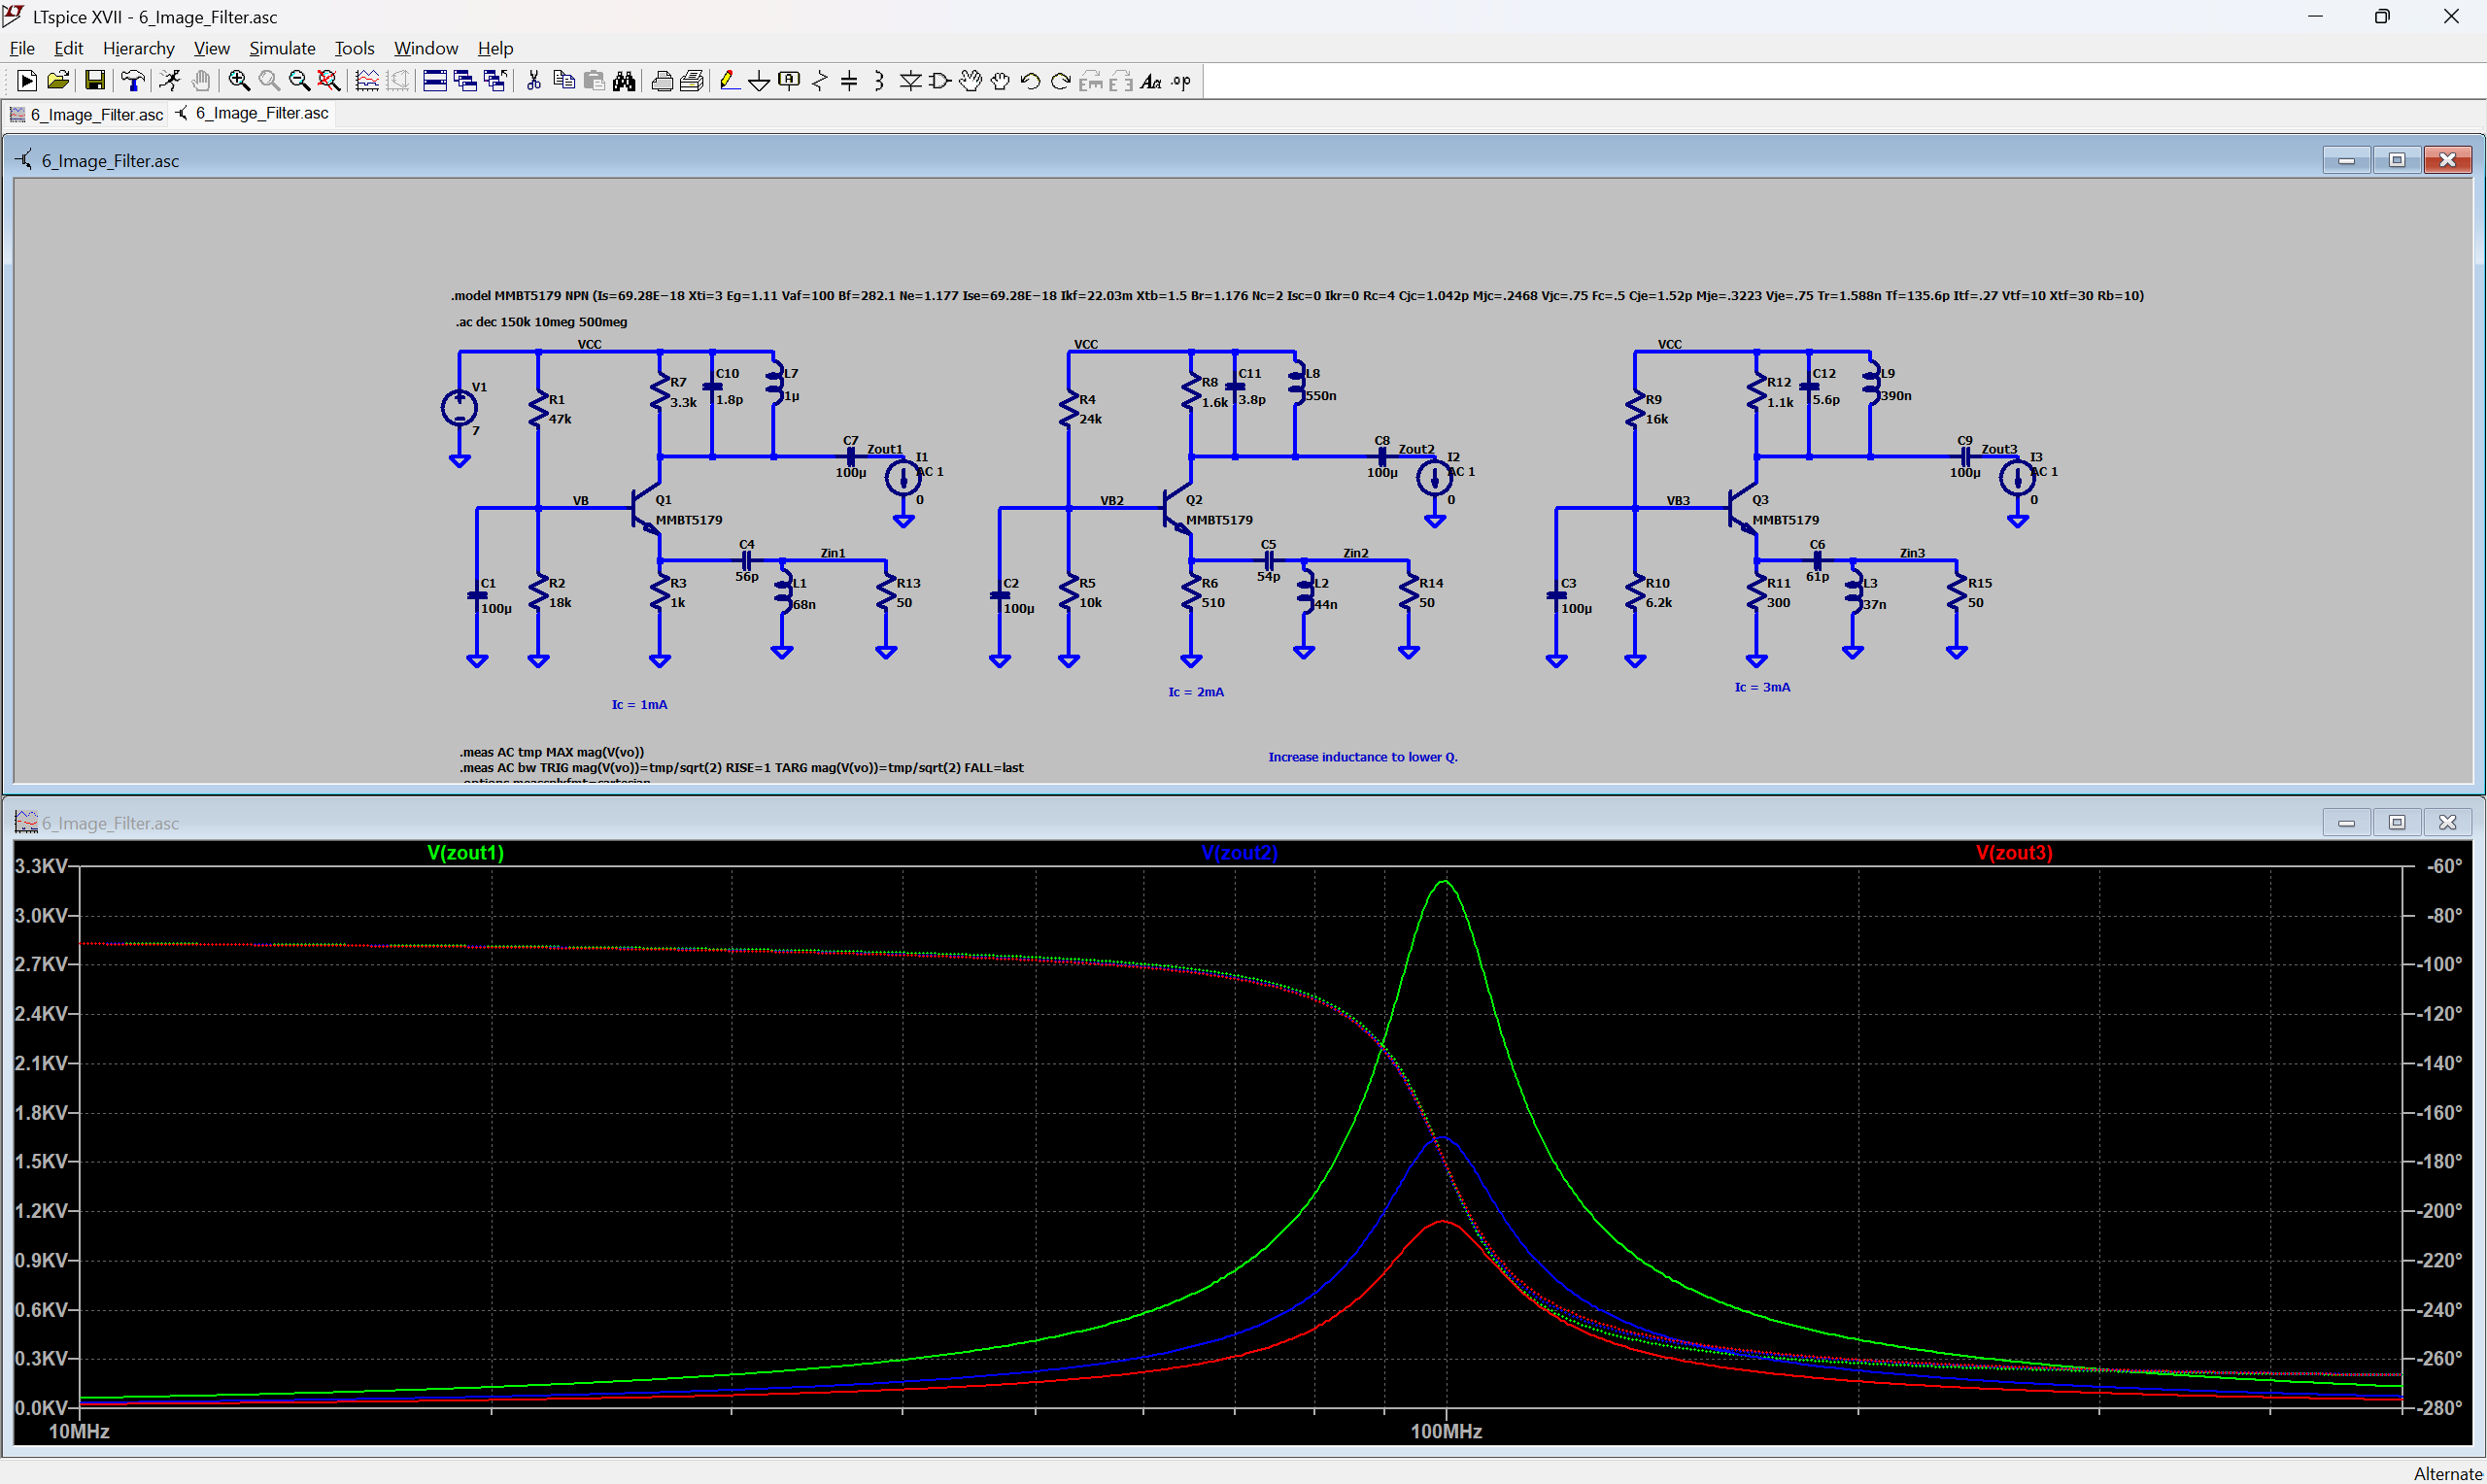 LTspice XVII - 6_Image_Filter.asc
File Edit Hierarchy View Simulate Tools Window Help
6_Image_Filter.asc 6_Image_Filter.asc
6_Image_Filter.asc
.model MMBT5179 NPN (Is=69.28E−18 Xti=3 Eg=1.11 Vaf=100 Bf=282.1 Ne=1.177 Ise=69.28E−18 Ikf=22.03m Xtb=1.5 Br=1.176 Nc=2 Isc=0 Ikr=0 Rc=4 Cjc=1.042p Mjc=.2468 Vjc=.75 Fc=.5 Cje=1.52p Mje=.3223 Vje=.75 Tr=1.588n Tf=135.6p Itf=.27 Vtf=10 Xtf=30 Rb=10)
.ac dec 150k 10meg 500meg
VCC VCC VCC
V1 R7 C10 L7 R8 C11 L8 R12 C12 L9
R1 3.3k 1.8p 1µ R4 1.6k 3.8p 550n R9 1.1k 5.6p 390n
7 47k 24k 16k
C7 Zout1 I1 C8 Zout2 I2 C9 Zout3 I3
100µ AC 1 100µ AC 1 100µ AC 1
VB Q1 0 VB2 Q2 0 VB3 Q3 0
MMBT5179 MMBT5179 MMBT5179
C4 Zin1 C5 Zin2 C6 Zin3
56p 54p 61p
C1 R2 R3 L1 R13 C2 R5 R6 L2 R14 C3 R10 R11 L3 R15
100µ 18k 1k 68n 50 100µ 10k 510 44n 50 100µ 6.2k 300 37n 50
Ic = 1mA Ic = 2mA Ic = 3mA
.meas AC tmp MAX mag(V(vo))
.meas AC bw TRIG mag(V(vo))=tmp/sqrt(2) RISE=1 TARG mag(V(vo))=tmp/sqrt(2) FALL=last
Increase inductance to lower Q.
6_Image_Filter.asc
V(zout1) V(zout2) V(zout3)
3.3KV -60°
3.0KV -80°
2.7KV -100°
2.4KV -120°
2.1KV -140°
1.8KV -160°
1.5KV -180°
1.2KV -200°
0.9KV -220°
0.6KV -240°
0.3KV -260°
0.0KV -280°
10MHz 100MHz
Alternate